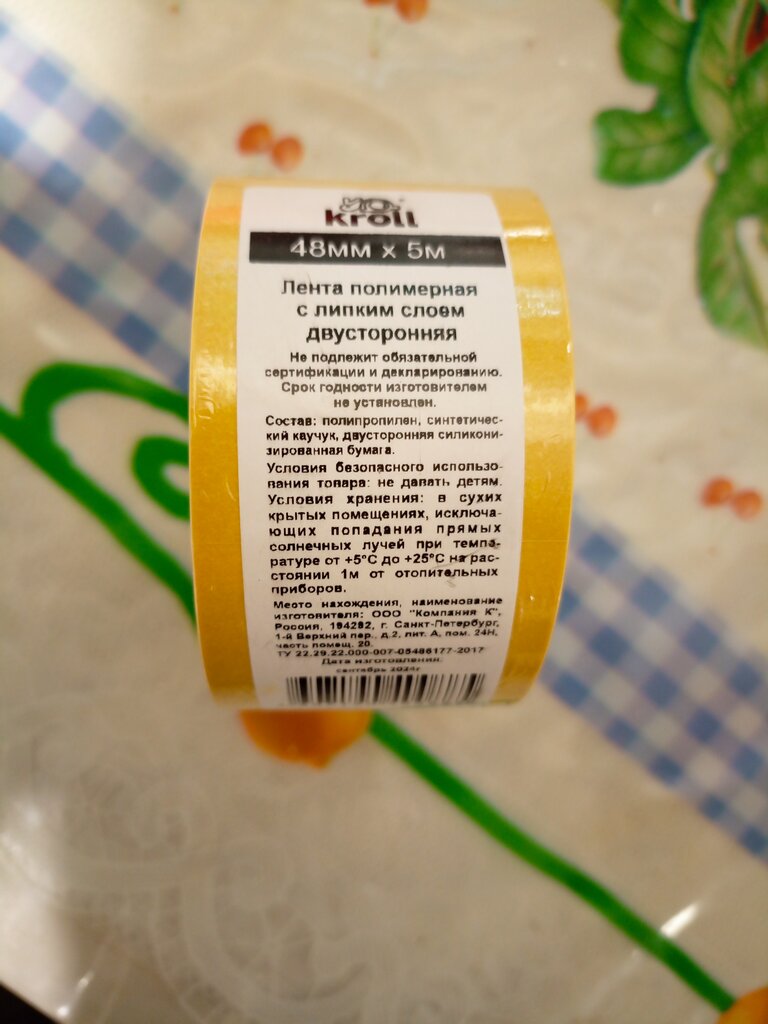 kroll
48мм х 5м
Лента полимерная
с липким слоем
двусторонняя
Не подлежит обязательной
сертификации и декларированию.
Срок годности изготовителем
не установлен.
Состав: полипропилен, синтетичес-
кий каучук, двусторонняя силикони-
зированная бумага.
Условия безопасного использо-
вания товара: не давать детям.
Условия хранения: в сухих
крытых помещениях, исключа-
ющих попадания прямых
солнечных лучей при темпе-
ратуре от +5°С до +25°С на рас-
стоянии 1м от отопительных
приборов.
Место нахождения, наименование
изготовителя: ООО "Компания К",
Россия, 194292, г. Санкт-Петербург,
1-й Верхний пер., д.2, лит. А, пом. 24Н,
часть помещ. 20.
ТУ 22.29.22.000-007-05486177-2017
Дата изготовления:
сентябрь 2024г